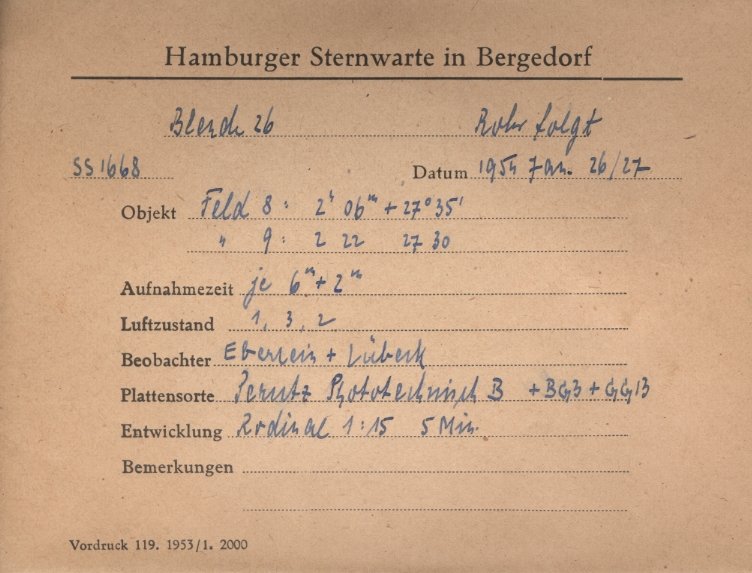 Hamburger Sternwarte in Bergedorf
Blende 26 Rohr folgt
SS 1668 Datum 1954 Jan. 26/27
Objekt Feld 8: 2ʰ 06ᵐ + 27° 35'
" 9: 2 22 27 30
Aufnahmezeit je 6ᵐ + 2ᵐ
Luftzustand 1, 3, 2
Beobachter + Lübeck
Plattensorte Perutz Phototechnisch B + BG3 + GG13
Entwicklung Rodinal 1:15 5 Min.
Bemerkungen
Vordruck 119. 1953/1. 2000